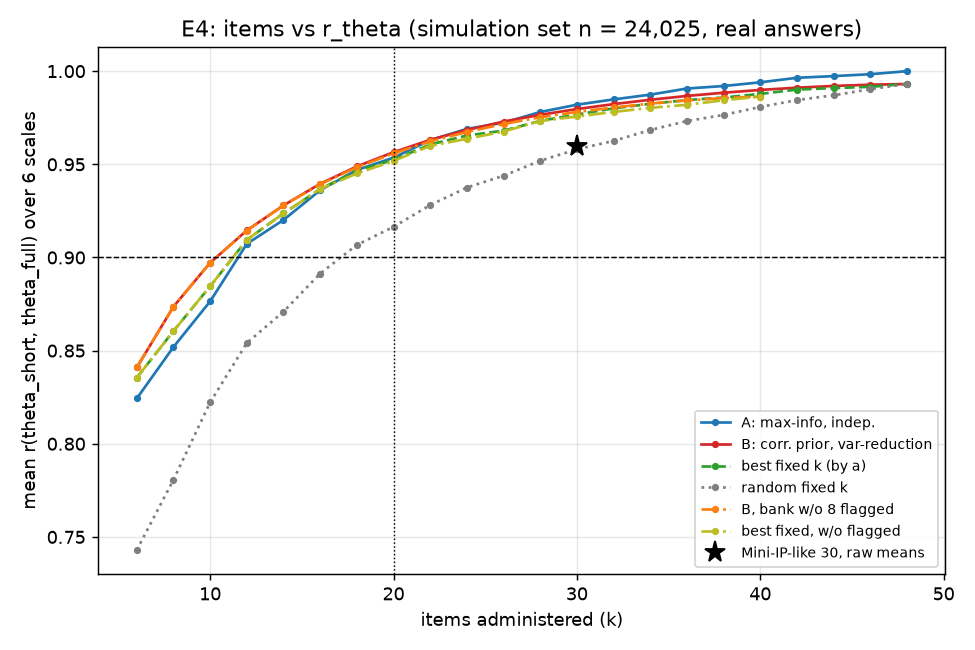 E4: items vs r_theta (simulation set n = 24,025, real answers)
mean r(theta_short, theta_full) over 6 scales
1.00
0.95
0.90
0.85
0.80
0.75
A: max-info, indep.
B: corr. prior, var-reduction
best fixed k (by a)
random fixed k
B, bank w/o 8 flagged
best fixed, w/o flagged
Mini-IP-like 30, raw means
10
20
30
40
50
items administered (k)